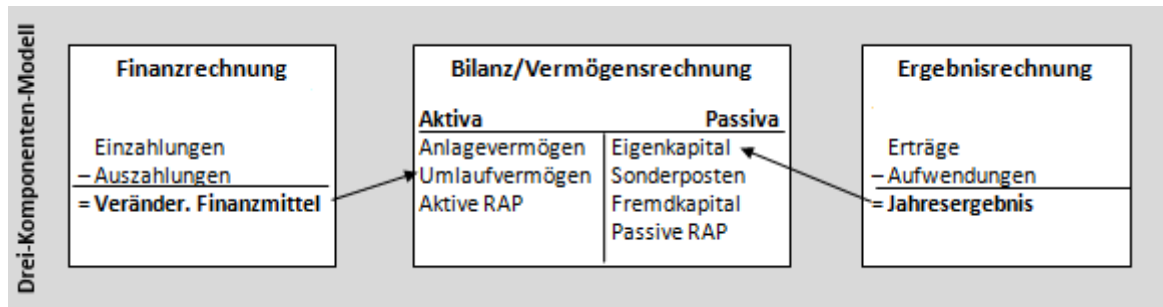 Drei-Komponenten-Modell
Finanzrechnung
Einzahlungen
– Auszahlungen
= Veränder. Finanzmittel
Bilanz/Vermögensrechnung
Aktiva Passiva
Anlagevermögen Eigenkapital
Umlaufvermögen Sonderposten
Aktive RAP Fremdkapital
Passive RAP
Ergebnisrechnung
Erträge
– Aufwendungen
= Jahresergebnis